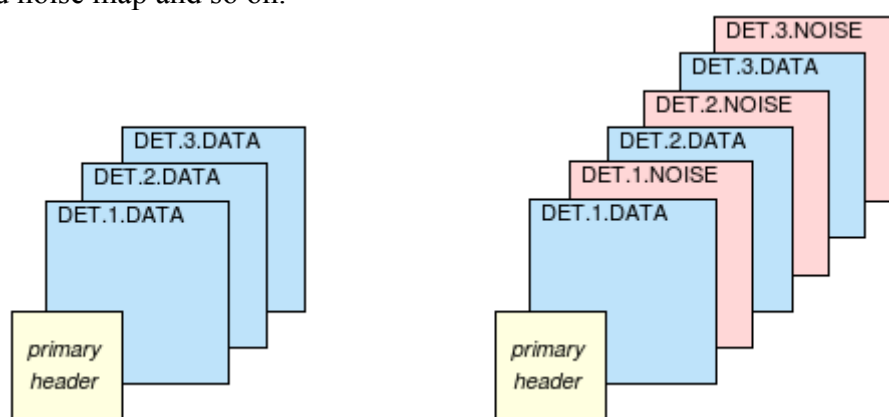 noise map and so on.
DET.3.DATA
DET.2.DATA
DET.1.DATA
primary
header
DET.3.NOISE
DET.3.DATA
DET.2.NOISE
DET.2.DATA
DET.1.NOISE
DET.1.DATA
primary
header